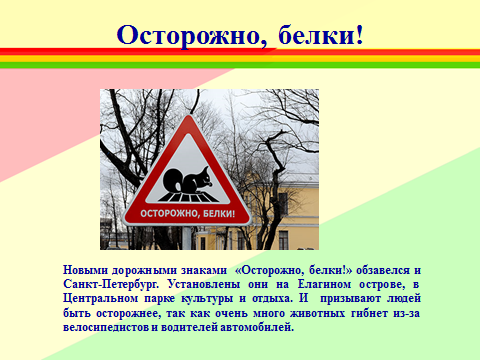 Осторожно, белки!
ОСТОРОЖНО, БЕЛКИ!
Новыми дорожными знаками «Осторожно, белки!» обзавелся и
Санкт-Петербург. Установлены они на Елагином острове, в
Центральном парке культуры и отдыха. И призывают людей
быть осторожнее, так как очень много животных гибнет из-за
велосипедистов и водителей автомобилей.